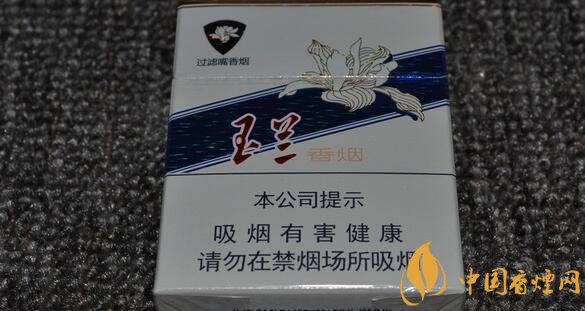 过滤嘴香烟
玉兰 香烟
本公司提示
吸烟有害健康
请勿在禁烟场所吸烟
中国香烟网